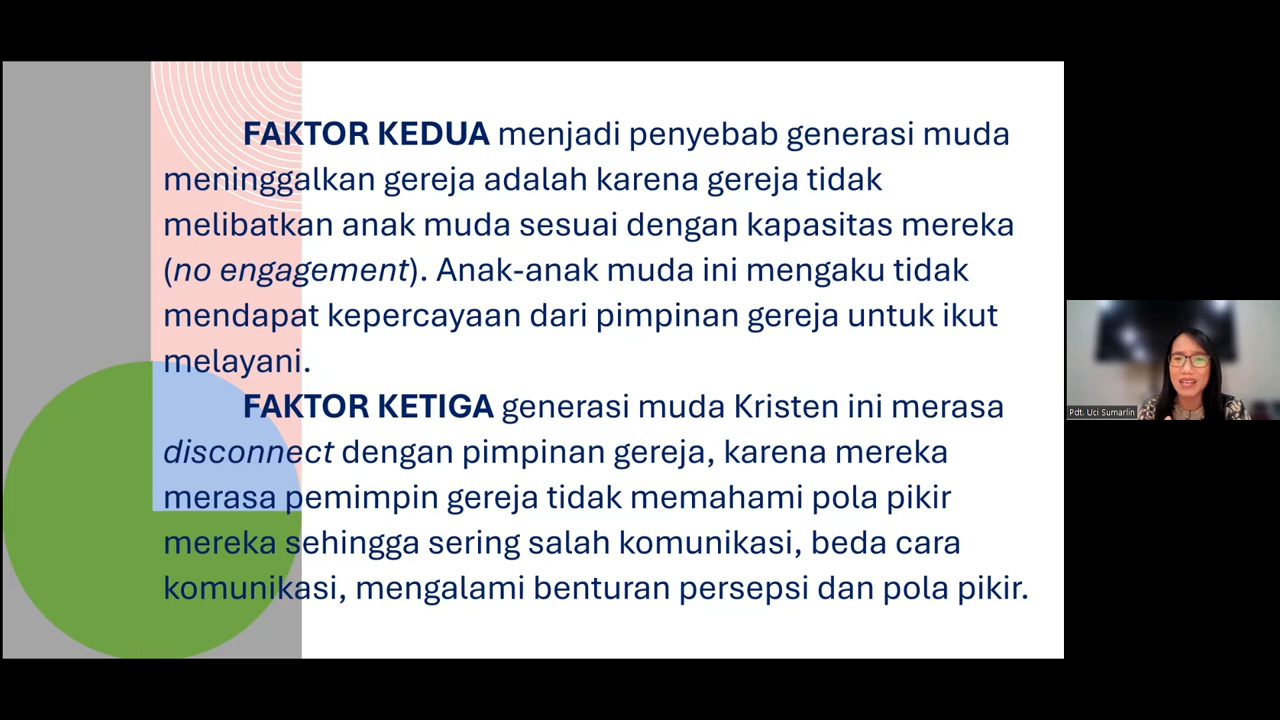 FAKTOR KEDUA menjadi penyebab generasi muda
meninggalkan gereja adalah karena gereja tidak
melibatkan anak muda sesuai dengan kapasitas mereka
(no engagement). Anak-anak muda ini mengaku tidak
mendapat kepercayaan dari pimpinan gereja untuk ikut
melayani.
FAKTOR KETIGA generasi muda Kristen ini merasa
disconnect dengan pimpinan gereja, karena mereka
merasa pemimpin gereja tidak memahami pola pikir
mereka sehingga sering salah komunikasi, beda cara
komunikasi, mengalami benturan persepsi dan pola pikir.
Pdt. Uci Sumarlin